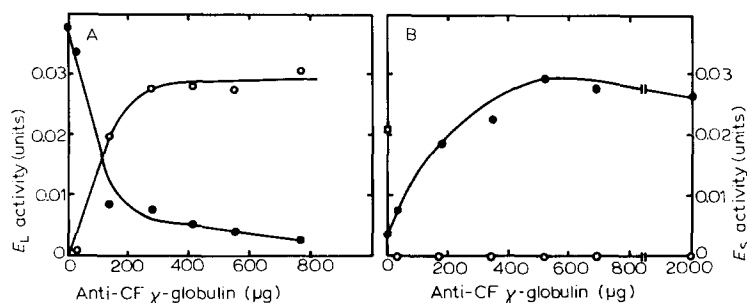 A
B
0.03
0.02
0.01
0
E_L activity (units)
0 200 400 600 800
Anti-CF γ-globulin (μg)
0 200 400 600 800 2000
Anti-CF γ-globulin (μg)
0.03
0.02
0.01
0
E_S activity (units)